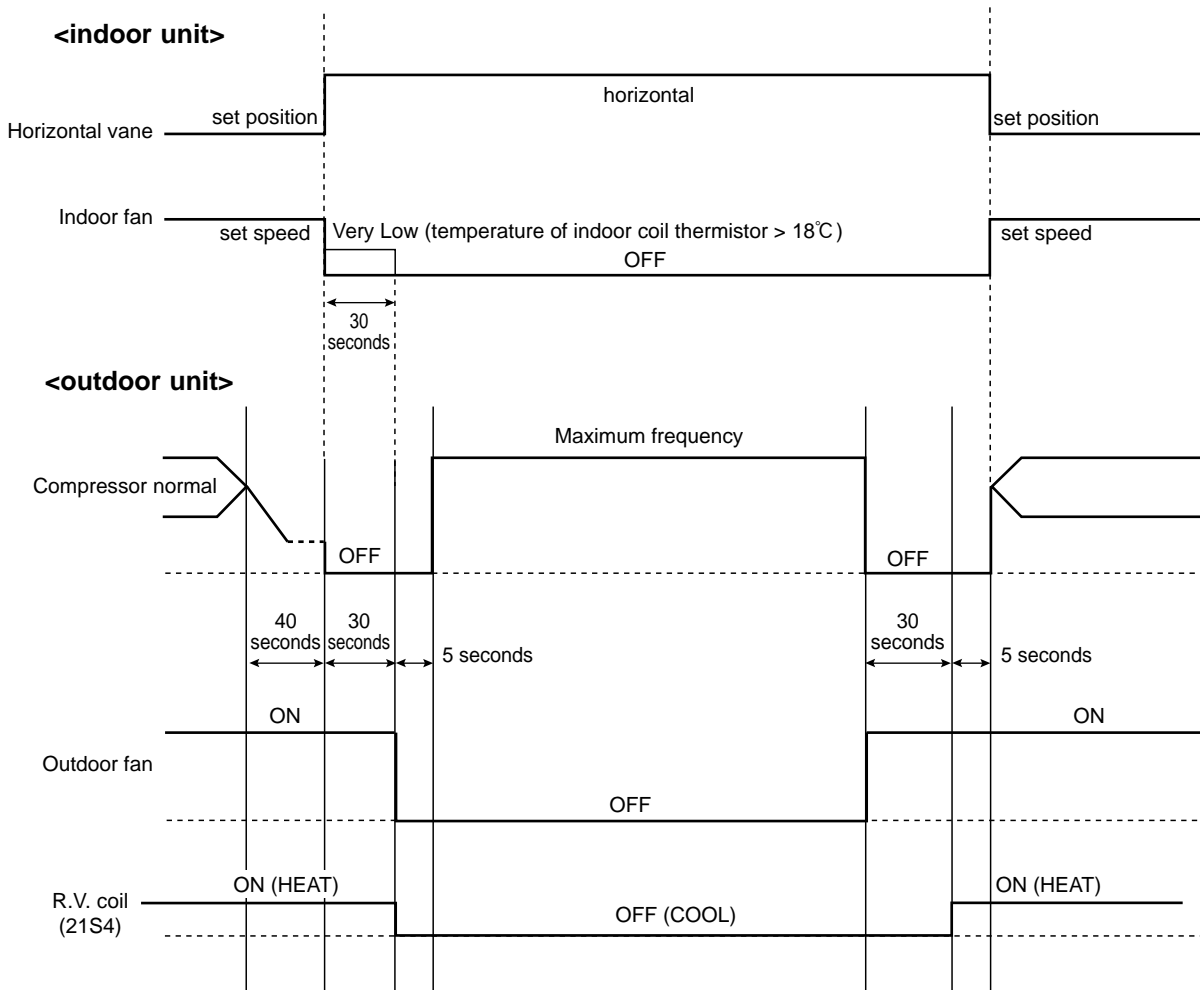 <indoor unit>
horizontal
set position
set position
Horizontal vane
Indoor fan
set speed
Very Low (temperature of indoor coil thermistor > 18℃)
set speed
OFF
30
seconds
<outdoor unit>
Maximum frequency
Compressor normal
OFF
OFF
40
seconds
30
seconds
5 seconds
30
seconds
5 seconds
ON
ON
Outdoor fan
OFF
ON (HEAT)
ON (HEAT)
R.V. coil
(21S4)
OFF (COOL)